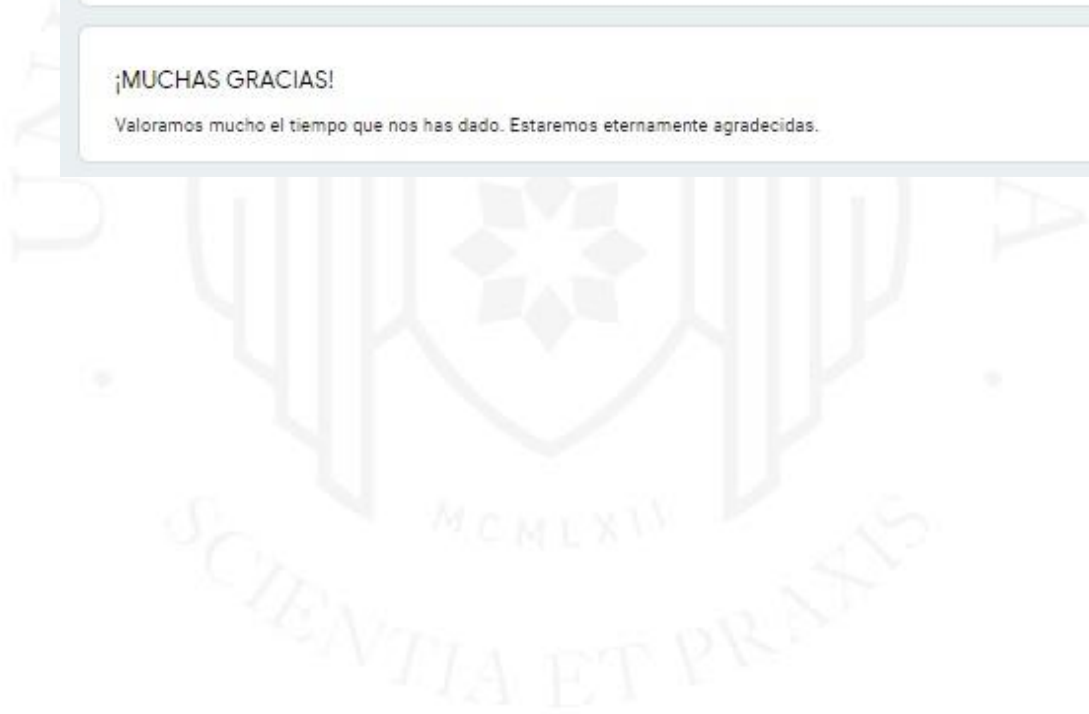 ¡MUCHAS GRACIAS!
Valoramos mucho el tiempo que nos has dado. Estaremos eternamente agradecidas.
MCMLXII
SCIENTIA ET PRAXIS